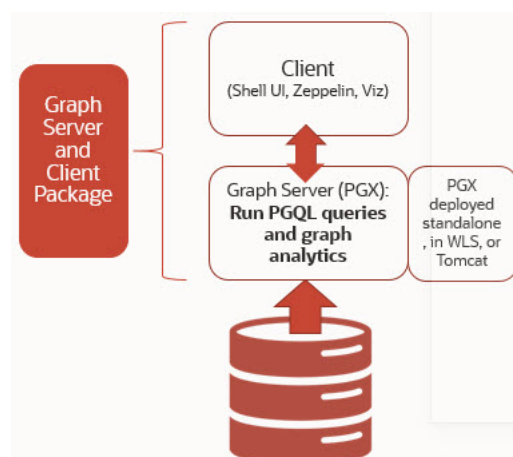 Graph
Server
and
Client
Package
Client
(Shell UI, Zeppelin, Viz)
Graph Server (PGX):
Run PGQL queries
and graph
analytics
PGX
deployed
standalone
, in WLS, or
Tomcat